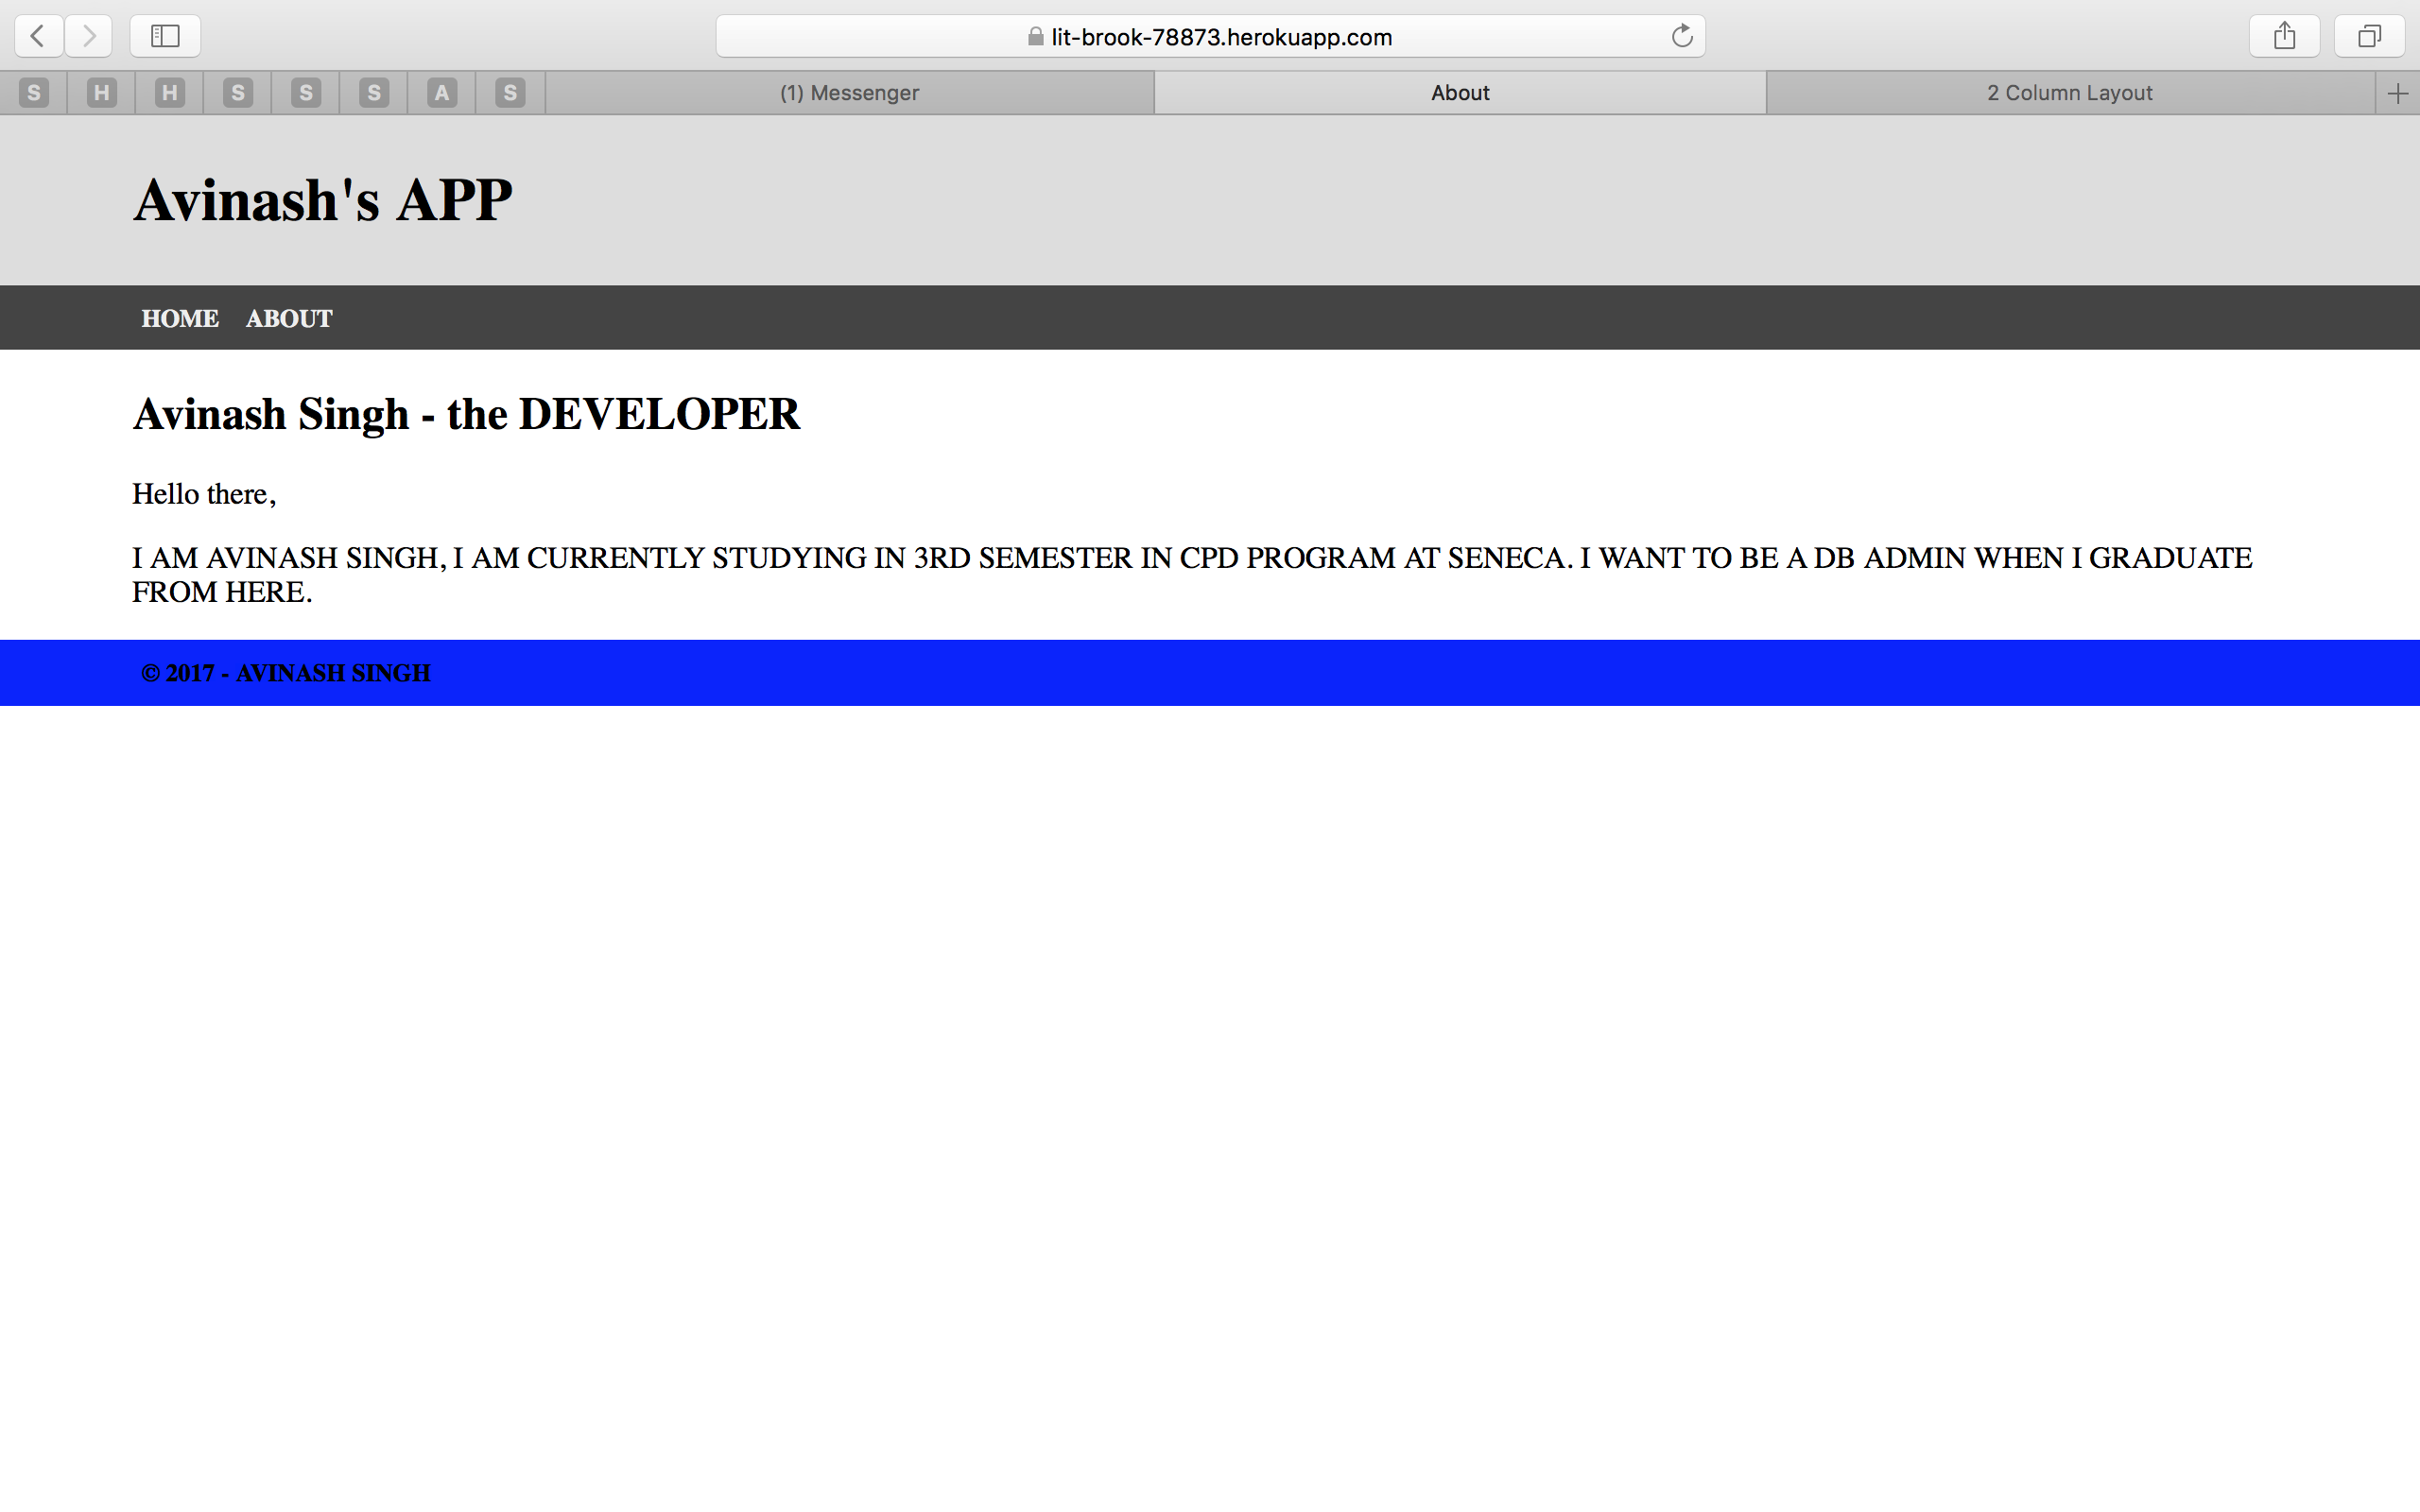 lit-brook-78873.herokuapp.com
S H H S S S A S (1) Messenger About 2 Column Layout
Avinash's APP
HOME ABOUT
Avinash Singh - the DEVELOPER
Hello there,
I AM AVINASH SINGH, I AM CURRENTLY STUDYING IN 3RD SEMESTER IN CPD PROGRAM AT SENECA. I WANT TO BE A DB ADMIN WHEN I GRADUATE
FROM HERE.
© 2017 - AVINASH SINGH